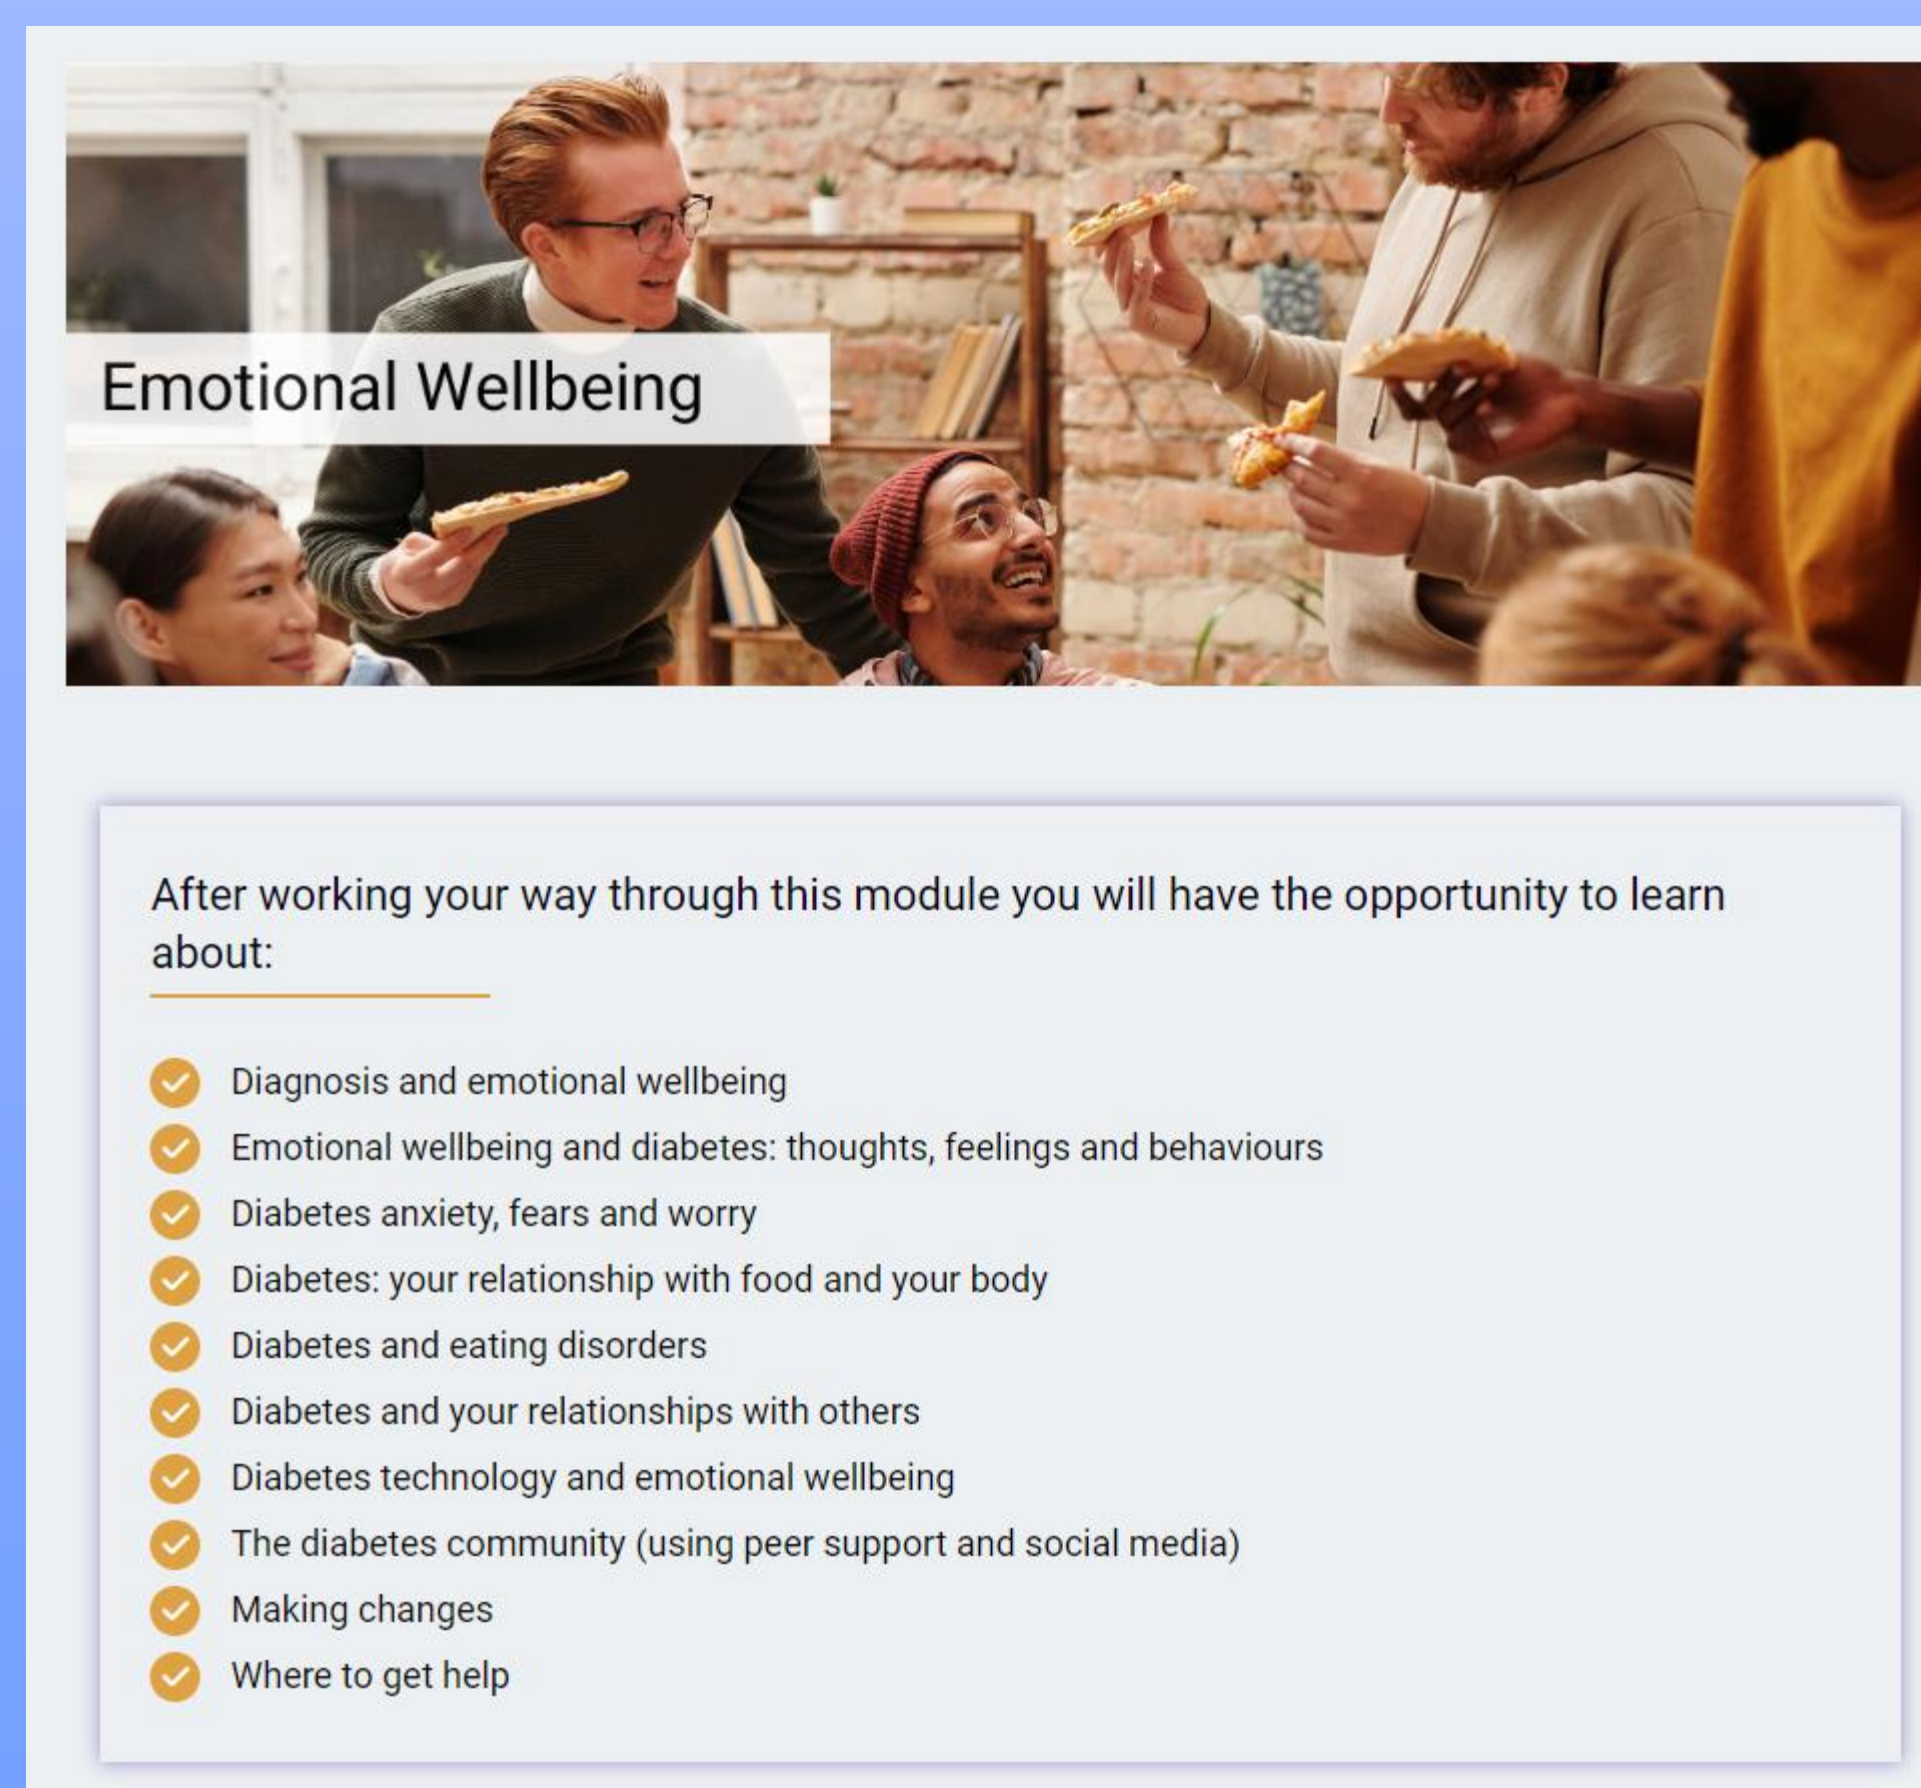 Emotional Wellbeing
After working your way through this module you will have the opportunity to learn
about:
Diagnosis and emotional wellbeing
Emotional wellbeing and diabetes: thoughts, feelings and behaviours
Diabetes anxiety, fears and worry
Diabetes: your relationship with food and your body
Diabetes and eating disorders
Diabetes and your relationships with others
Diabetes technology and emotional wellbeing
The diabetes community (using peer support and social media)
Making changes
Where to get help